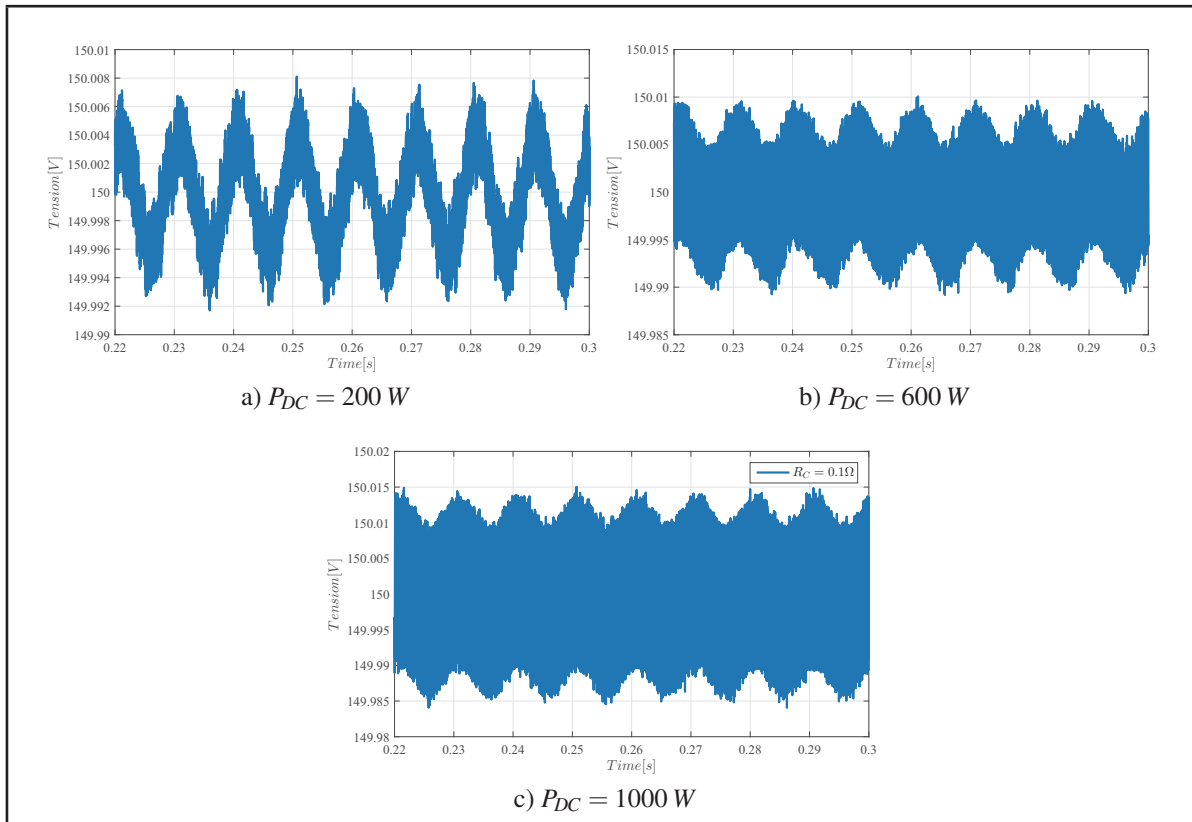 150.01
150.008
150.006
150.004
150.002
150
149.998
149.996
149.994
149.992
149.99
Tension[V]
0.22 0.23 0.24 0.25 0.26 0.27 0.28 0.29 0.3
Time[s]
a) P_DC = 200 W
150.015
150.01
150.005
150
149.995
149.99
149.985
Tension[V]
0.22 0.23 0.24 0.25 0.26 0.27 0.28 0.29 0.3
Time[s]
b) P_DC = 600 W
150.02
150.015
150.01
150.005
150
149.995
149.99
149.985
149.98
Tension[V]
R_C = 0.1Ω
0.22 0.23 0.24 0.25 0.26 0.27 0.28 0.29 0.3
Time[s]
c) P_DC = 1000 W